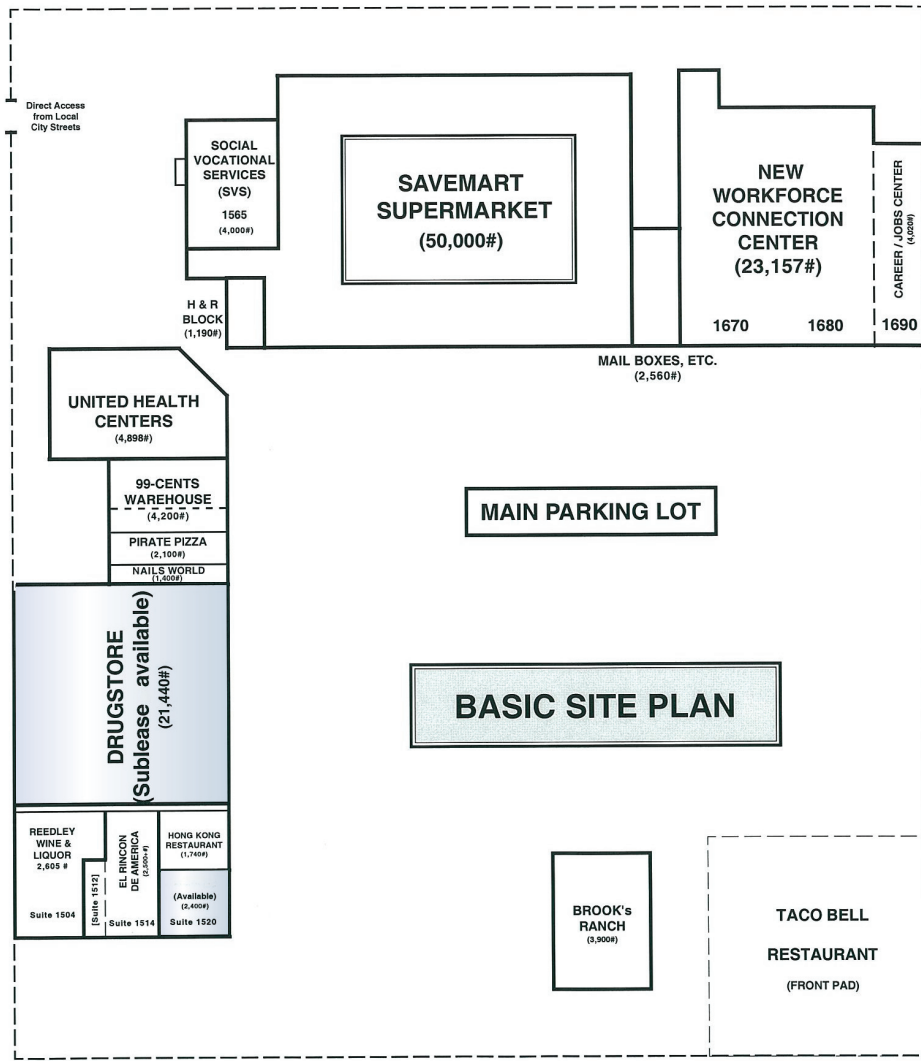 Direct Access
from Local
City Streets
SOCIAL
VOCATIONAL
SERVICES
(SVS)
1565
(4,000#)
SAVEMART
SUPERMARKET
(50,000#)
NEW
WORKFORCE
CONNECTION
CENTER
(23,157#)
1670
1680
CAREER / JOBS CENTER
(4,020#)
1690
H & R
BLOCK
(1,190#)
MAIL BOXES, ETC.
(2,560#)
UNITED HEALTH
CENTERS
(4,898#)
99-CENTS
WAREHOUSE
(4,200#)
PIRATE PIZZA
(2,100#)
NAILS WORLD
(1,400#)
MAIN PARKING LOT
DRUGSTORE
(Sublease available)
(21,440#)
BASIC SITE PLAN
REEDLEY
WINE &
LIQUOR
2,605 #
Suite 1504
[Suite 1512]
EL RINCON
DE AMERICA
(2,500+#)
Suite 1514
HONG KONG
RESTAURANT
(1,740#)
(Available)
(2,400#)
Suite 1520
BROOK's
RANCH
(3,900#)
TACO BELL
RESTAURANT
(FRONT PAD)